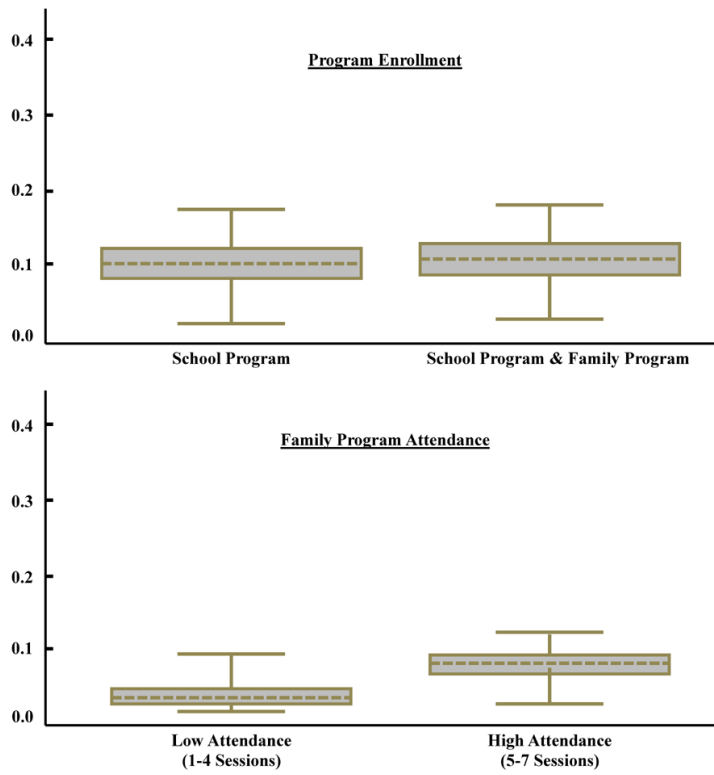 0.4
Program Enrollment
0.3
0.2
0.1
0.0
School Program
School Program & Family Program
0.4
Family Program Attendance
0.3
0.2
0.1
0.0
Low Attendance
(1-4 Sessions)
High Attendance
(5-7 Sessions)